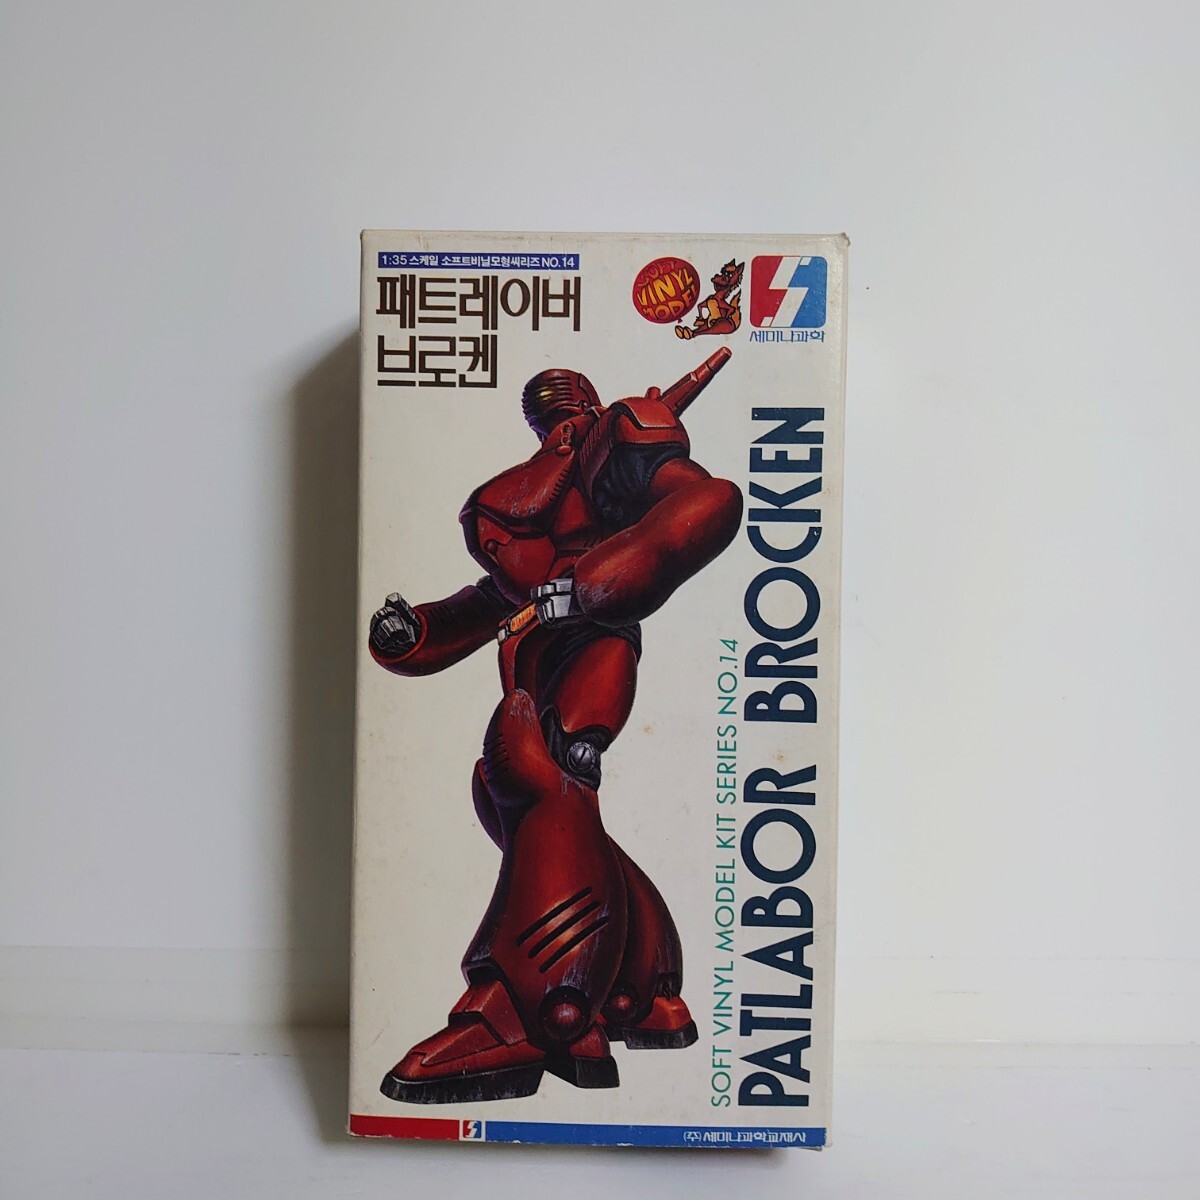 1:35 스케일 소프트비닐모형씨리즈 NO.14
패트레이버
브로켄
SOFT
VINYL
MODEL
세미나과학
SOFT VINYL MODEL KIT SERIES NO.14
PATLABOR BROCKEN
(주)세미나과학교재사